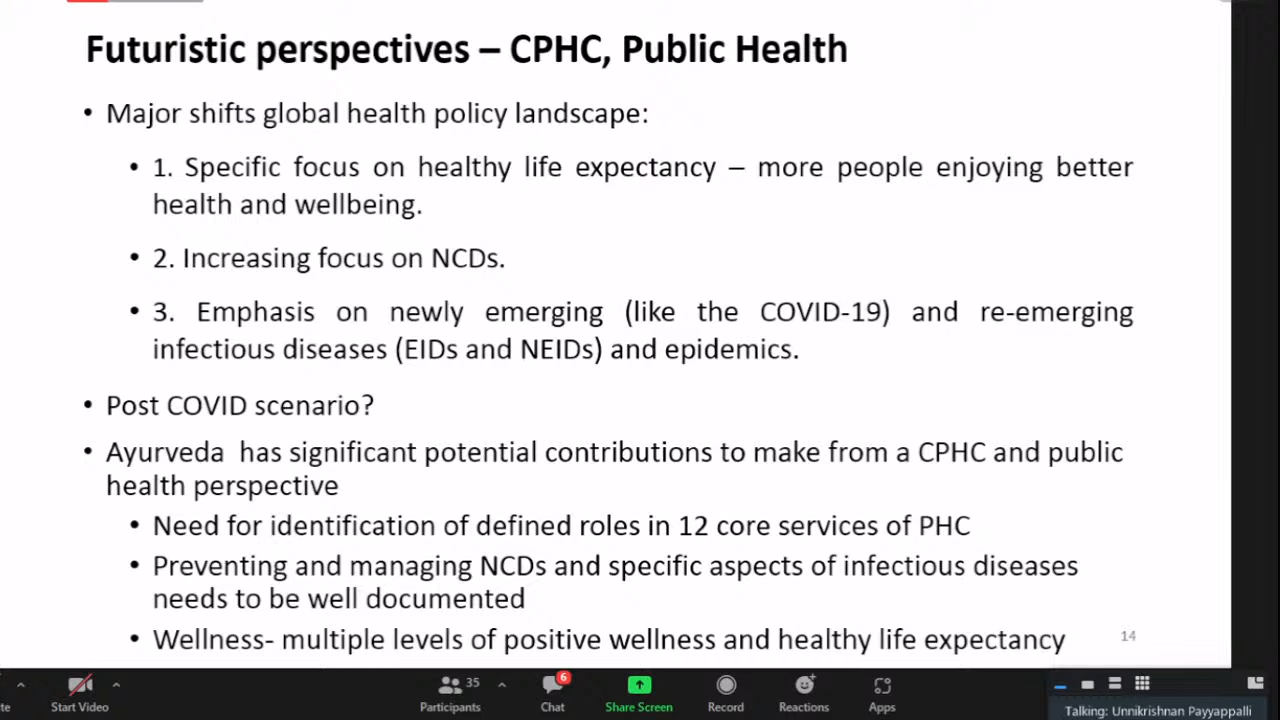 Futuristic perspectives – CPHC, Public Health
• Major shifts global health policy landscape:
• 1. Specific focus on healthy life expectancy – more people enjoying better
health and wellbeing.
• 2. Increasing focus on NCDs.
• 3. Emphasis on newly emerging (like the COVID-19) and re-emerging
infectious diseases (EIDs and NEIDs) and epidemics.
• Post COVID scenario?
• Ayurveda has significant potential contributions to make from a CPHC and public
health perspective
• Need for identification of defined roles in 12 core services of PHC
• Preventing and managing NCDs and specific aspects of infectious diseases
needs to be well documented
• Wellness- multiple levels of positive wellness and healthy life expectancy
14
35
6
te
Start Video
Participants
Chat
Share Screen
Record
Reactions
Apps
Talking: Unnikrishnan Payyappalli